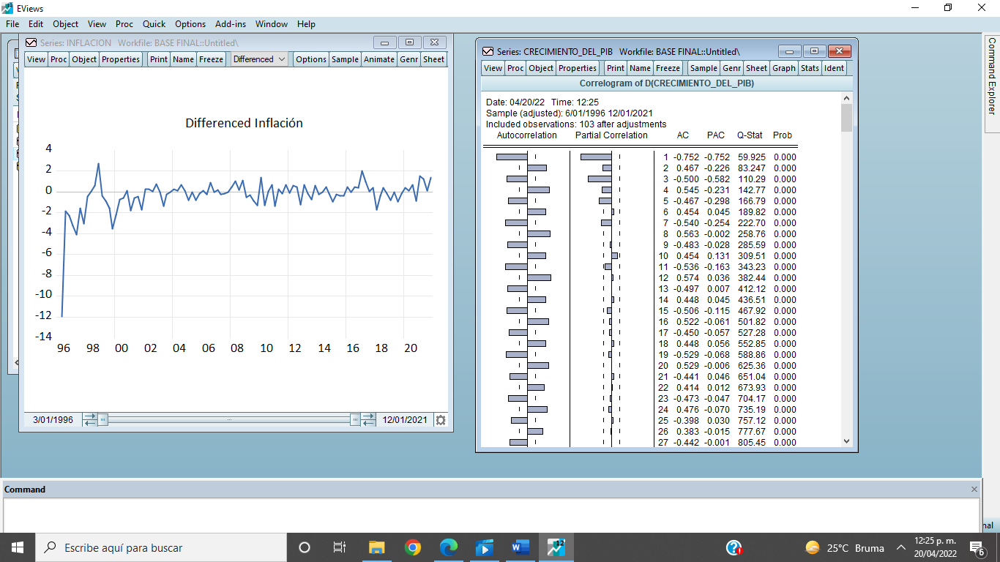 EViews
File Edit Object View Proc Quick Options Add-ins Window Help
Series: INFLACION Workfile: BASE FINAL::Untitled\
View Proc Object Properties Print Name Freeze Differenced Options Sample Animate Genr Sheet
Differenced Inflación
4
2
0
-2
-4
-6
-8
-10
-12
-14
96 98 00 02 04 06 08 10 12 14 16 18 20
3/01/1996 12/01/2021
Series: CRECIMIENTO_DEL_PIB Workfile: BASE FINAL::Untitled\
View Proc Object Properties Print Name Freeze Sample Genr Sheet Graph Stats Ident
Correlogram of D(CRECIMIENTO_DEL_PIB)
Date: 04/20/22 Time: 12:25
Sample (adjusted): 6/01/1996 12/01/2021
Included observations: 103 after adjustments
Autocorrelation Partial Correlation AC PAC Q-Stat Prob
1 -0.752 -0.752 59.925 0.000
2 0.467 -0.226 83.247 0.000
3 -0.500 -0.582 110.29 0.000
4 0.545 -0.231 142.77 0.000
5 -0.467 -0.298 166.79 0.000
6 0.454 0.045 189.82 0.000
7 -0.540 -0.254 222.70 0.000
8 0.563 -0.002 258.76 0.000
9 -0.483 -0.028 285.59 0.000
10 0.454 0.131 309.51 0.000
11 -0.536 -0.163 343.23 0.000
12 0.574 0.036 382.44 0.000
13 -0.497 0.007 412.12 0.000
14 0.448 0.045 436.51 0.000
15 -0.506 -0.115 467.92 0.000
16 0.522 -0.061 501.82 0.000
17 -0.450 -0.057 527.28 0.000
18 0.448 0.056 552.85 0.000
19 -0.529 -0.068 588.86 0.000
20 0.529 -0.006 625.36 0.000
21 -0.441 0.046 651.04 0.000
22 0.414 0.012 673.93 0.000
23 -0.473 -0.047 704.17 0.000
24 0.476 -0.070 735.19 0.000
25 -0.398 0.030 757.12 0.000
26 0.383 -0.015 777.67 0.000
27 -0.442 -0.001 805.45 0.000
Command Explorer
Command
nal
Escribe aquí para buscar
12
25°C Bruma
12:25 p. m.
20/04/2022
6